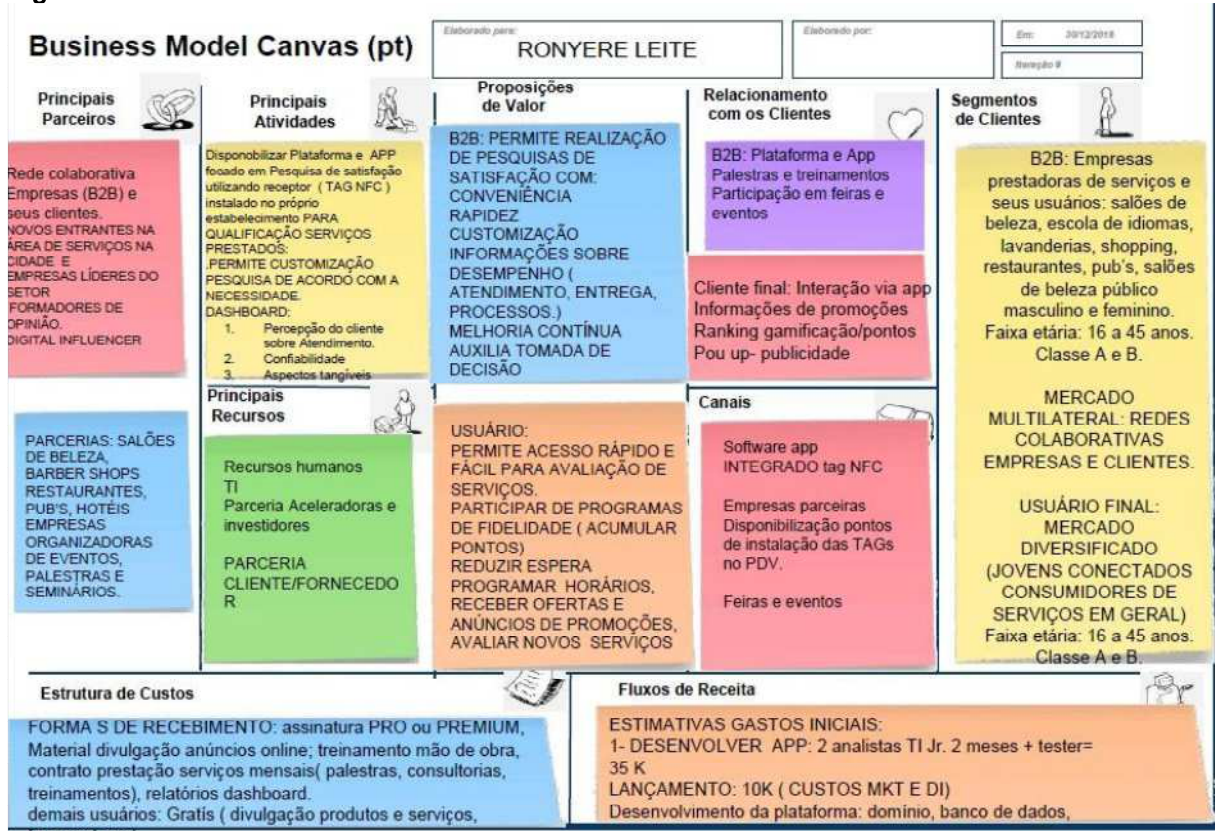 Business Model Canvas (pt)
Elaborado para:
RONYERE LEITE
Elaborado por:
Em: 30/12/2018
Iteração #
Principais
Parceiros
Rede colaborativa
Empresas (B2B) e
seus clientes.
NOVOS ENTRANTES NA
ÁREA DE SERVIÇOS NA
CIDADE E
EMPRESAS LÍDERES DO
SETOR
FORMADORES DE
OPINIÃO.
DIGITAL INFLUENCER
PARCERIAS: SALÕES
DE BELEZA,
BARBER SHOPS
RESTAURANTES,
PUB'S, HOTÉIS
EMPRESAS
ORGANIZADORAS
DE EVENTOS,
PALESTRAS E
SEMINÁRIOS.
Principais
Atividades
Disponobilizar Plataforma e APP
foado em Pesquisa de satisfação
utilizando receptor ( TAG NFC )
instalado no próprio
estabelecimento PARA
QUALIFICAÇÃO SERVIÇOS
PRESTADOS:
.PERMITE CUSTOMIZAÇÃO
PESQUISA DE ACORDO COM A
NECESSIDADE.
DASHBOARD:
1. Percepção do cliente
sobre Atendimento.
2. Confiabilidade
3. Aspectos tangíveis
Principais
Recursos
Recursos humanos
TI
Parceria Aceleradoras e
investidores
PARCERIA
CLIENTE/FORNECEDO
R
Proposições
de Valor
B2B: PERMITE REALIZAÇÃO
DE PESQUISAS DE
SATISFAÇÃO COM:
CONVENIÊNCIA
RAPIDEZ
CUSTOMIZAÇÃO
INFORMAÇÕES SOBRE
DESEMPENHO (
ATENDIMENTO, ENTREGA,
PROCESSOS.)
MELHORIA CONTÍNUA
AUXILIA TOMADA DE
DECISÃO
USUÁRIO:
PERMITE ACESSO RÁPIDO E
FÁCIL PARA AVALIAÇÃO DE
SERVIÇOS.
PARTICIPAR DE PROGRAMAS
DE FIDELIDADE ( ACUMULAR
PONTOS)
REDUZIR ESPERA
PROGRAMAR HORÁRIOS,
RECEBER OFERTAS E
ANÚNCIOS DE PROMOÇÕES,
AVALIAR NOVOS SERVIÇOS
Relacionamento
com os Clientes
B2B: Plataforma e App
Palestras e treinamentos
Participação em feiras e
eventos
Cliente final: Interação via app
Informações de promoções
Ranking gamificação/pontos
Pou up- publicidade
Canais
Software app
INTEGRADO tag NFC
Empresas parceiras
Disponibilização pontos
de instalação das TAGs
no PDV.
Feiras e eventos
Segmentos
de Clientes
B2B: Empresas
prestadoras de serviços e
seus usuários: salões de
beleza, escola de idiomas,
lavanderias, shopping,
restaurantes, pub's, salões
de beleza público
masculino e feminino.
Faixa etária: 16 a 45 anos.
Classe A e B.
MERCADO
MULTILATERAL: REDES
COLABORATIVAS
EMPRESAS E CLIENTES.
USUÁRIO FINAL:
MERCADO
DIVERSIFICADO
(JOVENS CONECTADOS
CONSUMIDORES DE
SERVIÇOS EM GERAL)
Faixa etária: 16 a 45 anos.
Classe A e B.
Estrutura de Custos
FORMA S DE RECEBIMENTO: assinatura PRO ou PREMIUM,
Material divulgação anúncios online; treinamento mão de obra,
contrato prestação serviços mensais( palestras, consultorias,
treinamentos), relatórios dashboard.
demais usuários: Gratis ( divulgação produtos e serviços,
Fluxos de Receita
ESTIMATIVAS GASTOS INICIAIS:
1- DESENVOLVER APP: 2 analistas TI Jr. 2 meses + tester=
35 K
LANÇAMENTO: 10K ( CUSTOS MKT E DI)
Desenvolvimento da plataforma: domínio, banco de dados,